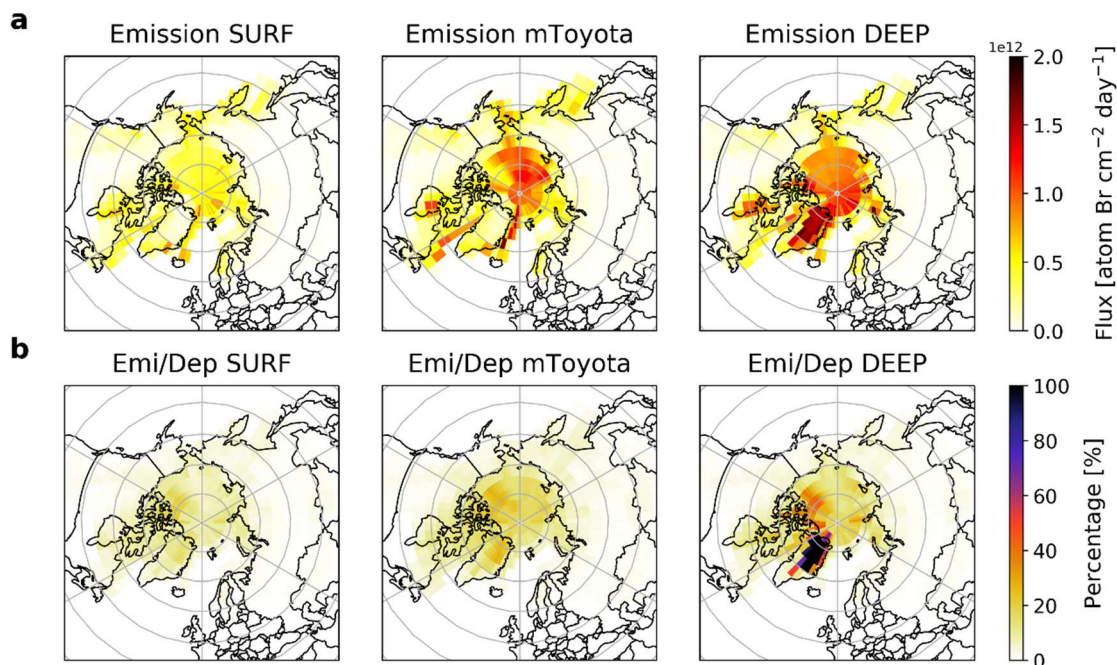 a
Emission SURF
Emission mToyota
Emission DEEP
1e12
2.0
1.5
1.0
0.5
0.0
Flux [atom Br cm⁻² day⁻¹]
b
Emi/Dep SURF
Emi/Dep mToyota
Emi/Dep DEEP
100
80
60
40
20
0
Percentage [%]